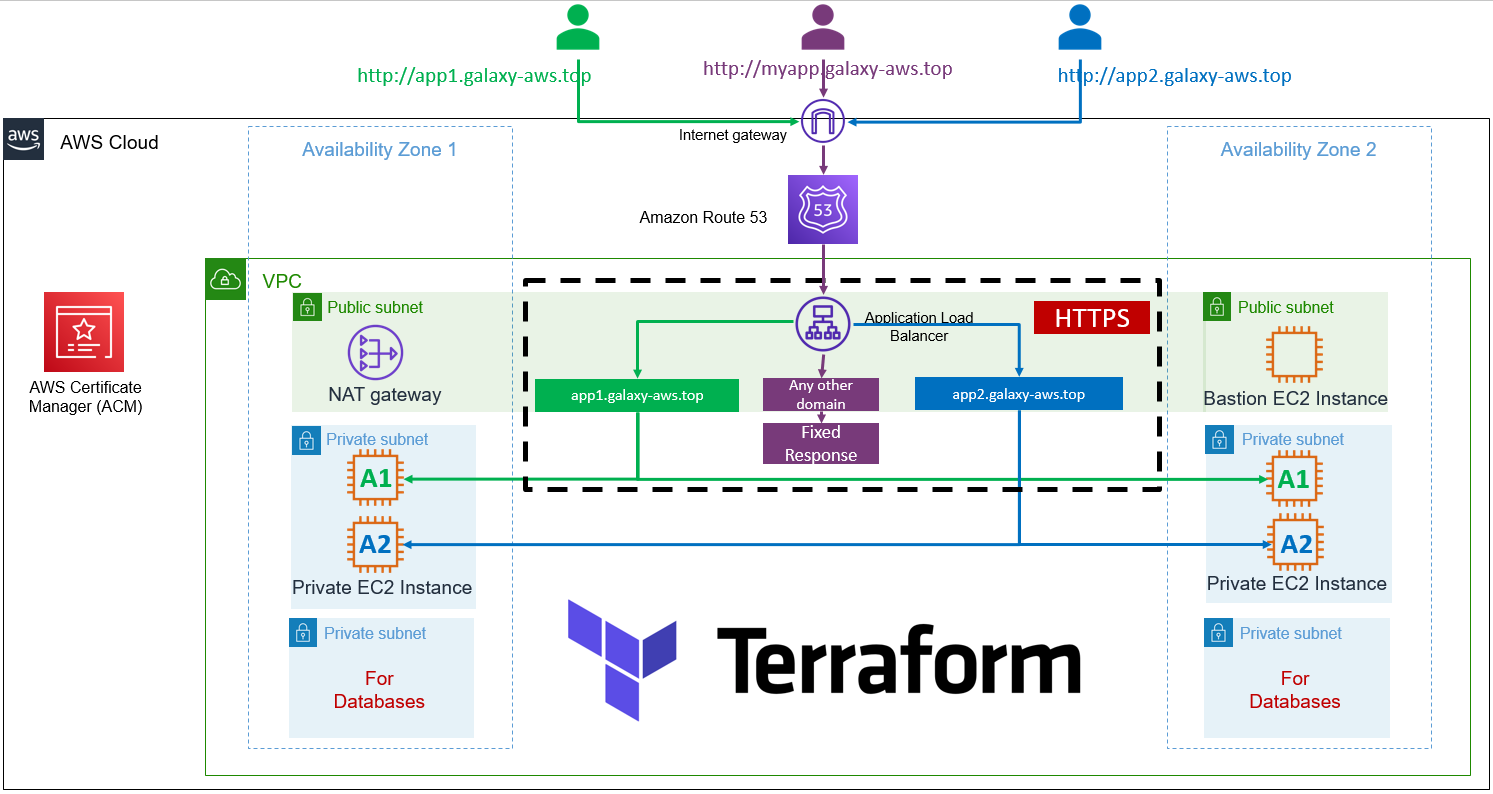 http://app1.galaxy-aws.top
http://myapp.galaxy-aws.top
http://app2.galaxy-aws.top
aws
AWS Cloud
Internet gateway
Availability Zone 1
Availability Zone 2
53
Amazon Route 53
VPC
Public subnet
NAT gateway
AWS Certificate
Manager (ACM)
Application Load
Balancer
HTTPS
app1.galaxy-aws.top
Any other
domain
Fixed
Response
app2.galaxy-aws.top
Public subnet
Bastion EC2 Instance
Private subnet
A1
A2
Private EC2 Instance
Private subnet
A1
A2
Private EC2 Instance
Private subnet
For
Databases
Terraform
Private subnet
For
Databases